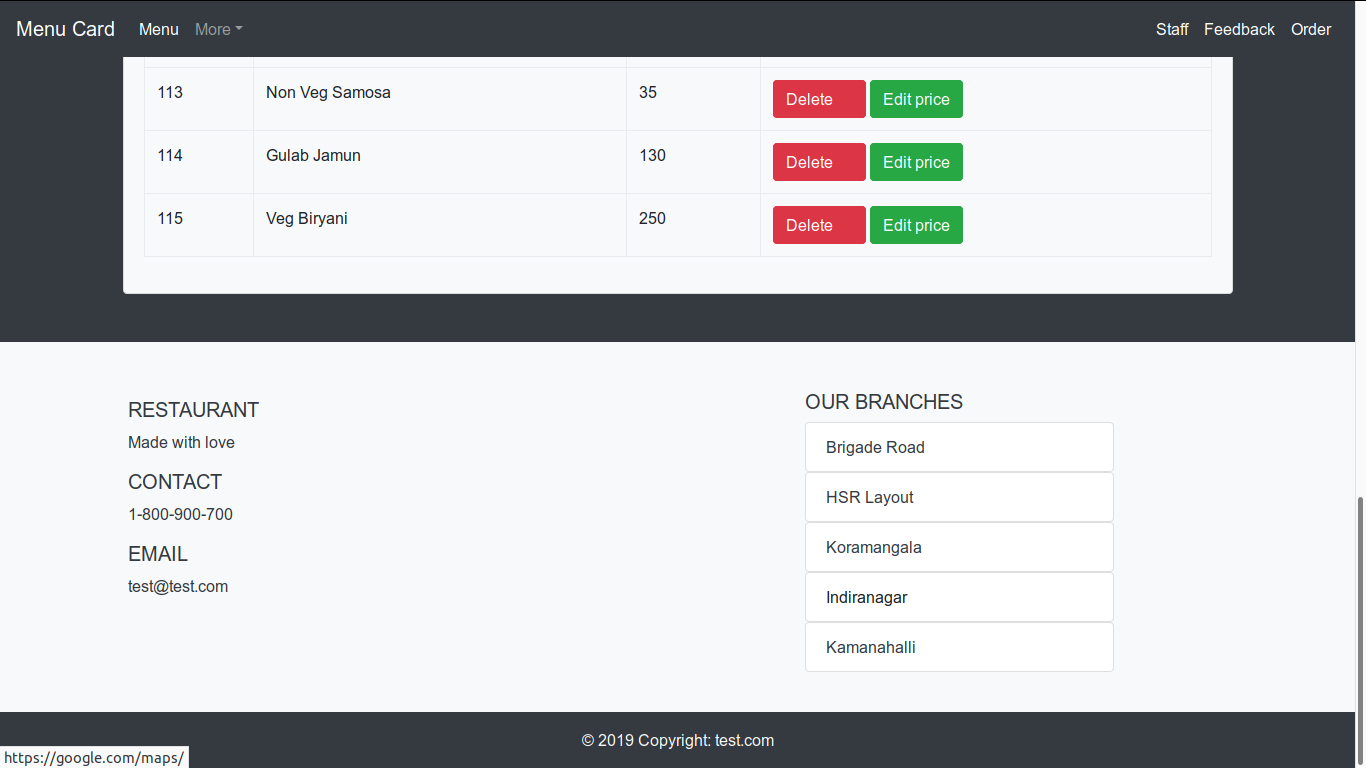 Menu Card Menu More Staff Feedback Order
113 Non Veg Samosa 35 Delete Edit price
114 Gulab Jamun 130 Delete Edit price
115 Veg Biryani 250 Delete Edit price
RESTAURANT
Made with love
CONTACT
1-800-900-700
EMAIL
test@test.com
OUR BRANCHES
Brigade Road
HSR Layout
Koramangala
Indiranagar
Kamanahalli
© 2019 Copyright: test.com
https://google.com/maps/